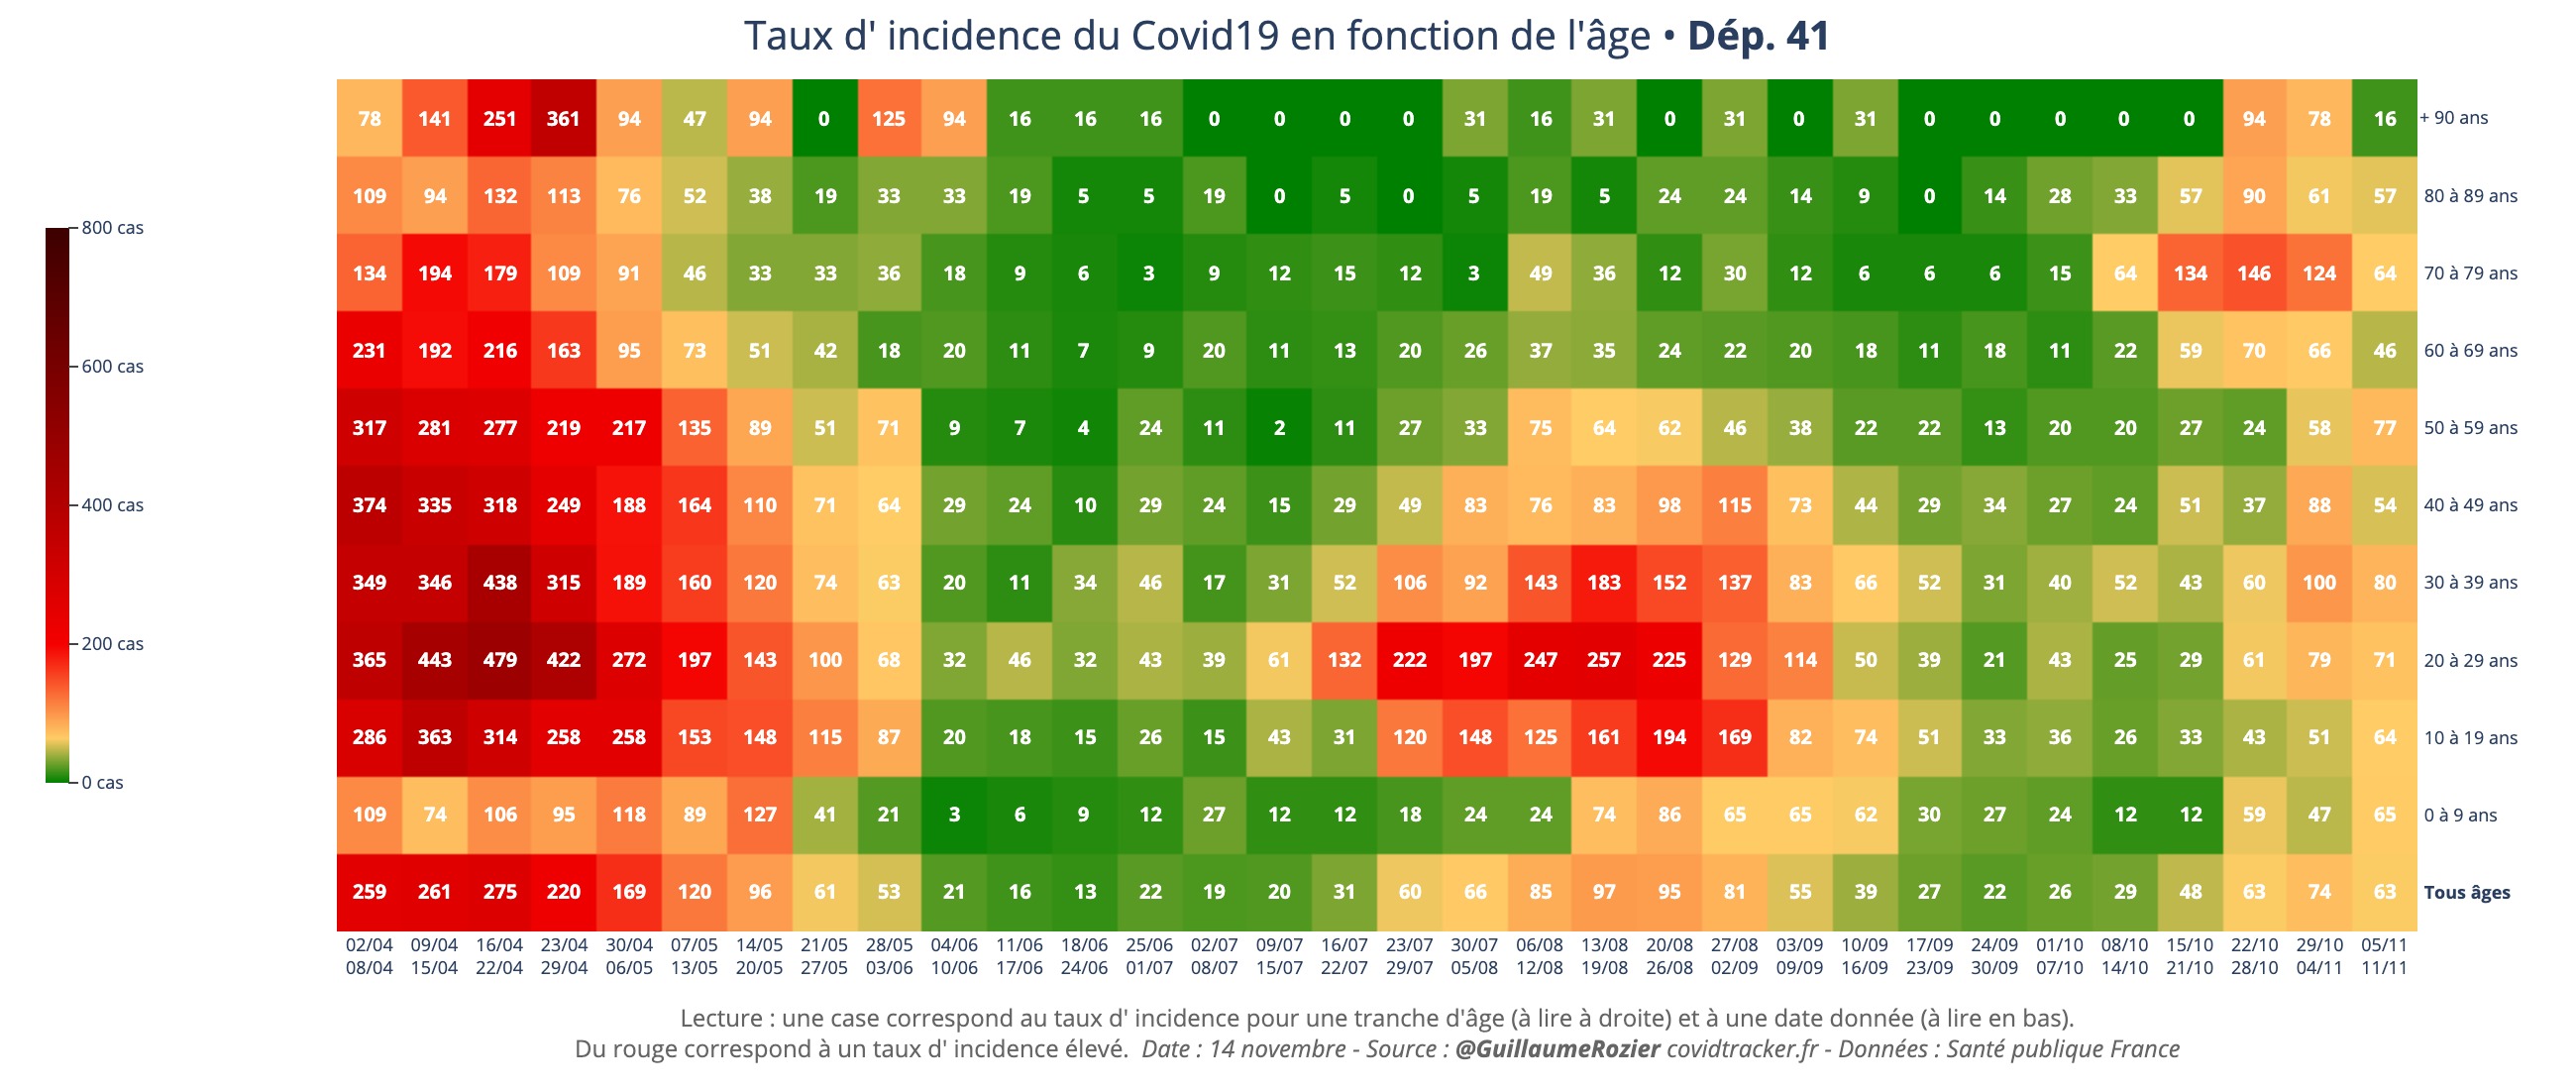 Taux d' incidence du Covid19 en fonction de l'âge • Dép. 41
800 cas
600 cas
400 cas
200 cas
0 cas
78 141 251 361 94 47 94 0 125 94 16 16 16 0 0 0 0 31 16 31 0 31 0 31 0 0 0 0 0 94 78 16 + 90 ans
109 94 132 113 76 52 38 19 33 33 19 5 5 19 0 5 0 5 19 5 24 24 14 9 0 14 28 33 57 90 61 57 80 à 89 ans
134 194 179 109 91 46 33 33 36 18 9 6 3 9 12 15 12 3 49 36 12 30 12 6 6 6 15 64 134 146 124 64 70 à 79 ans
231 192 216 163 95 73 51 42 18 20 11 7 9 20 11 13 20 26 37 35 24 22 20 18 11 18 11 22 59 70 66 46 60 à 69 ans
317 281 277 219 217 135 89 51 71 9 7 4 24 11 2 11 27 33 75 64 62 46 38 22 22 13 20 20 27 24 58 77 50 à 59 ans
374 335 318 249 188 164 110 71 64 29 24 10 29 24 15 29 49 83 76 83 98 115 73 44 29 34 27 24 51 37 88 54 40 à 49 ans
349 346 438 315 189 160 120 74 63 20 11 34 46 17 31 52 106 92 143 183 152 137 83 66 52 31 40 52 43 60 100 80 30 à 39 ans
365 443 479 422 272 197 143 100 68 32 46 32 43 39 61 132 222 197 247 257 225 129 114 50 39 21 43 25 29 61 79 71 20 à 29 ans
286 363 314 258 258 153 148 115 87 20 18 15 26 15 43 31 120 148 125 161 194 169 82 74 51 33 36 26 33 43 51 64 10 à 19 ans
109 74 106 95 118 89 127 41 21 3 6 9 12 27 12 12 18 24 24 74 86 65 65 62 30 27 24 12 12 59 47 65 0 à 9 ans
259 261 275 220 169 120 96 61 53 21 16 13 22 19 20 31 60 66 85 97 95 81 55 39 27 22 26 29 48 63 74 63 Tous âges
02/04 09/04 16/04 23/04 30/04 07/05 14/05 21/05 28/05 04/06 11/06 18/06 25/06 02/07 09/07 16/07 23/07 30/07 06/08 13/08 20/08 27/08 03/09 10/09 17/09 24/09 01/10 08/10 15/10 22/10 29/10 05/11
08/04 15/04 22/04 29/04 06/05 13/05 20/05 27/05 03/06 10/06 17/06 24/06 01/07 08/07 15/07 22/07 29/07 05/08 12/08 19/08 26/08 02/09 09/09 16/09 23/09 30/09 07/10 14/10 21/10 28/10 04/11 11/11
Lecture : une case correspond au taux d' incidence pour une tranche d'âge (à lire à droite) et à une date donnée (à lire en bas).
Du rouge correspond à un taux d' incidence élevé. Date : 14 novembre - Source : @GuillaumeRozier covidtracker.fr - Données : Santé publique France